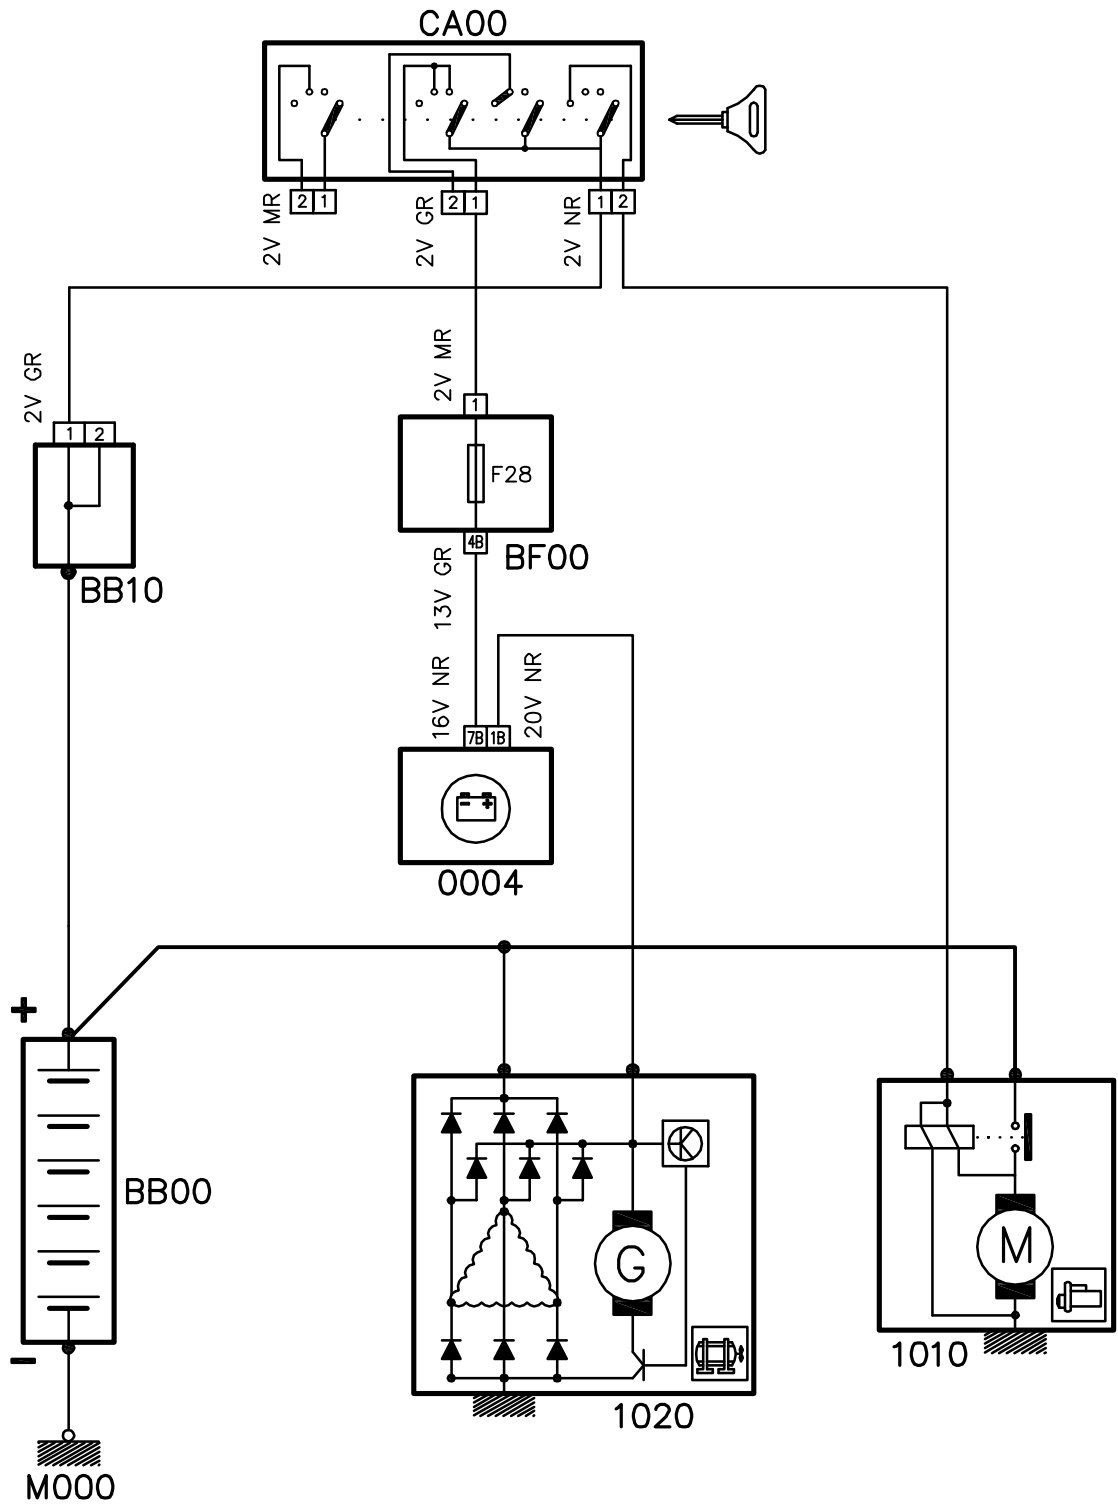 CA00
2 1
2 1
1 2
2V MR
2V GR
2V NR
2V GR
2V MR
1 2
1
F28
4B
BF00
BB10
13V GR
16V NR
20V NR
7B 1B
- +
0004
+
BB00
G
M
-
1010
1020
M000